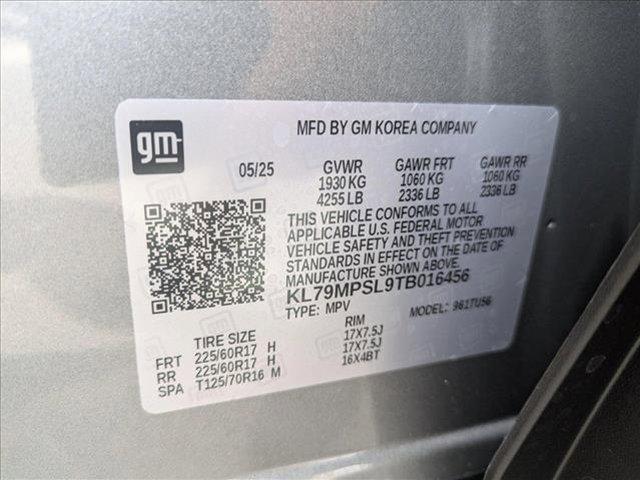 gm
MFD BY GM KOREA COMPANY
05/25 GVWR GAWR FRT GAWR RR
1930 KG 1060 KG 1060 KG
4255 LB 2336 LB 2336 LB
THIS VEHICLE CONFORMS TO ALL
APPLICABLE U.S. FEDERAL MOTOR
VEHICLE SAFETY AND THEFT PREVENTION
STANDARDS IN EFFECT ON THE DATE OF
MANUFACTURE SHOWN ABOVE.
KL79MPSL9TB016456
TYPE: MPV MODEL: 9B1TU56
TIRE SIZE RIM
FRT 225/60R17 H 17X7.5J
RR 225/60R17 H 17X7.5J
SPA T125/70R16 M 16X4BT